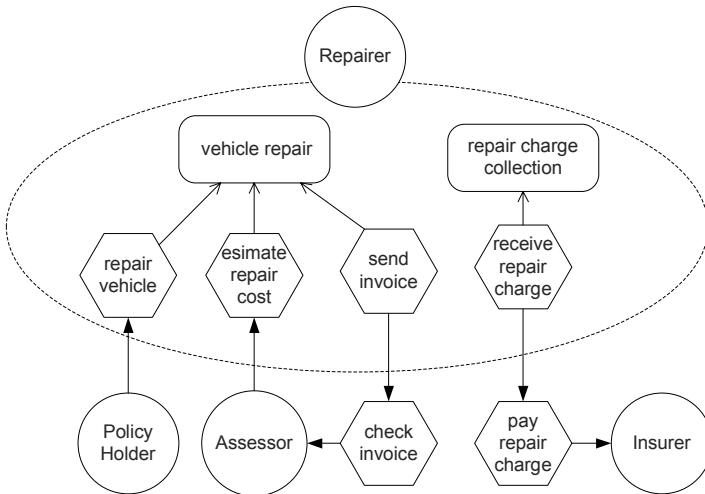 Repairer
vehicle repair
repair charge
collection
repair
vehicle
esimate
repair
cost
send
invoice
receive
repair
charge
Policy
Holder
Assessor
check
invoice
pay
repair
charge
Insurer